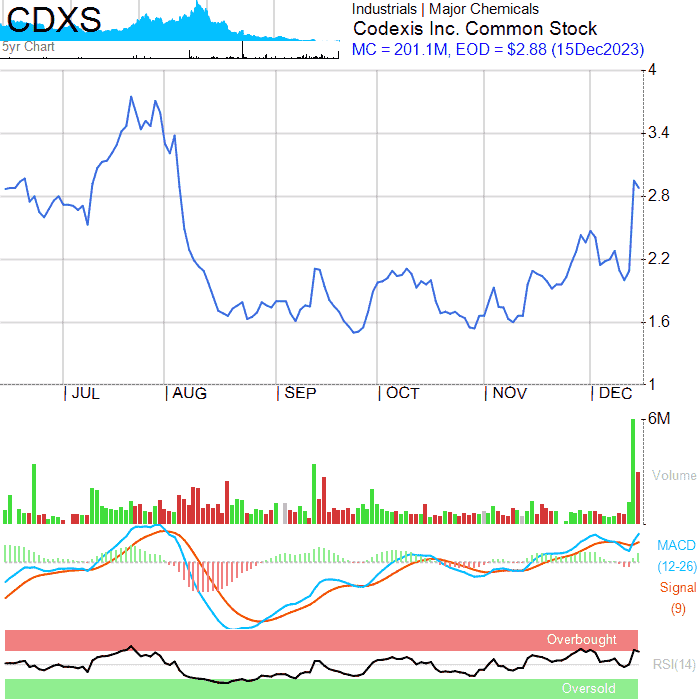 CDXS
5yr Chart
Industrials | Major Chemicals
Codexis Inc. Common Stock
MC = 201.1M, EOD = $2.88 (15Dec2023)
4
3.4
2.8
2.2
1.6
1
JUL AUG SEP OCT NOV DEC
6M
Volume
MACD
(12-26)
Signal
(9)
Overbought
RSI(14)
Oversold